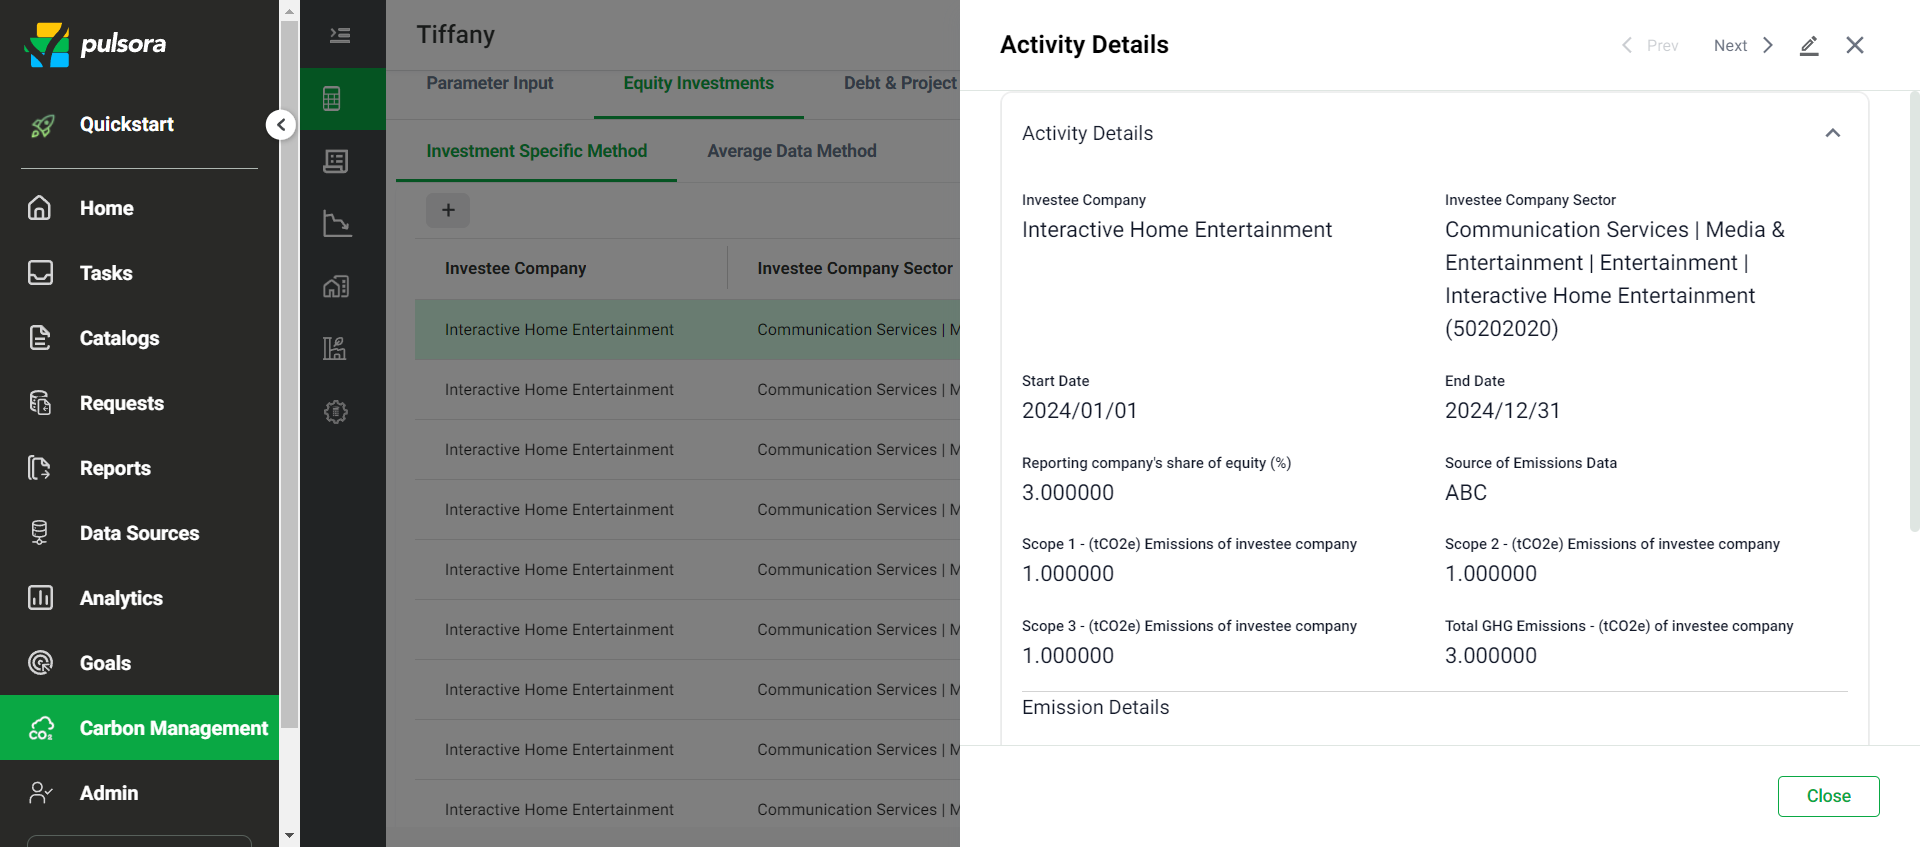 pulsora
Quickstart
Home
Tasks
Catalogs
Requests
Reports
Data Sources
Analytics
Goals
CO₂
Carbon Management
Admin
Tiffany
Parameter Input
Equity Investments
Debt & Project
Investment Specific Method
Average Data Method
+
Investee Company
Investee Company Sector
Interactive Home Entertainment
Communication Services | M
Interactive Home Entertainment
Communication Services | M
Interactive Home Entertainment
Communication Services | M
Interactive Home Entertainment
Communication Services | M
Interactive Home Entertainment
Communication Services | M
Interactive Home Entertainment
Communication Services | M
Interactive Home Entertainment
Communication Services | M
Interactive Home Entertainment
Communication Services | M
Interactive Home Entertainment
Communication Services | M
Activity Details
Prev
Next
Activity Details
Investee Company
Interactive Home Entertainment
Investee Company Sector
Communication Services | Media &
Entertainment | Entertainment |
Interactive Home Entertainment
(50202020)
Start Date
2024/01/01
End Date
2024/12/31
Reporting company's share of equity (%)
3.000000
Source of Emissions Data
ABC
Scope 1 - (tCO2e) Emissions of investee company
1.000000
Scope 2 - (tCO2e) Emissions of investee company
1.000000
Scope 3 - (tCO2e) Emissions of investee company
1.000000
Total GHG Emissions - (tCO2e) of investee company
3.000000
Emission Details
Close